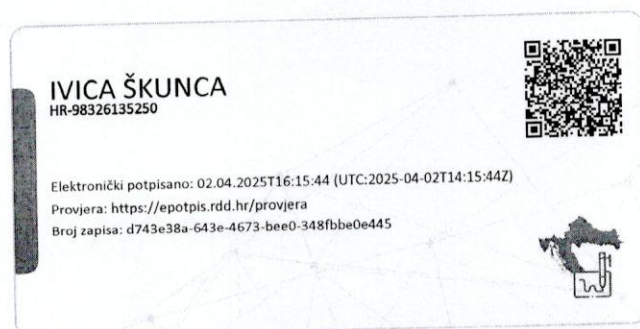 IVICA ŠKUNCA
HR-98326135250
Elektronički potpisano: 02.04.2025T16:15:44 (UTC:2025-04-02T14:15:44Z)
Provjera: https://epotpis.rdd.hr/provjera
Broj zapisa: d743e38a-643e-4673-bee0-348fbbe0e445